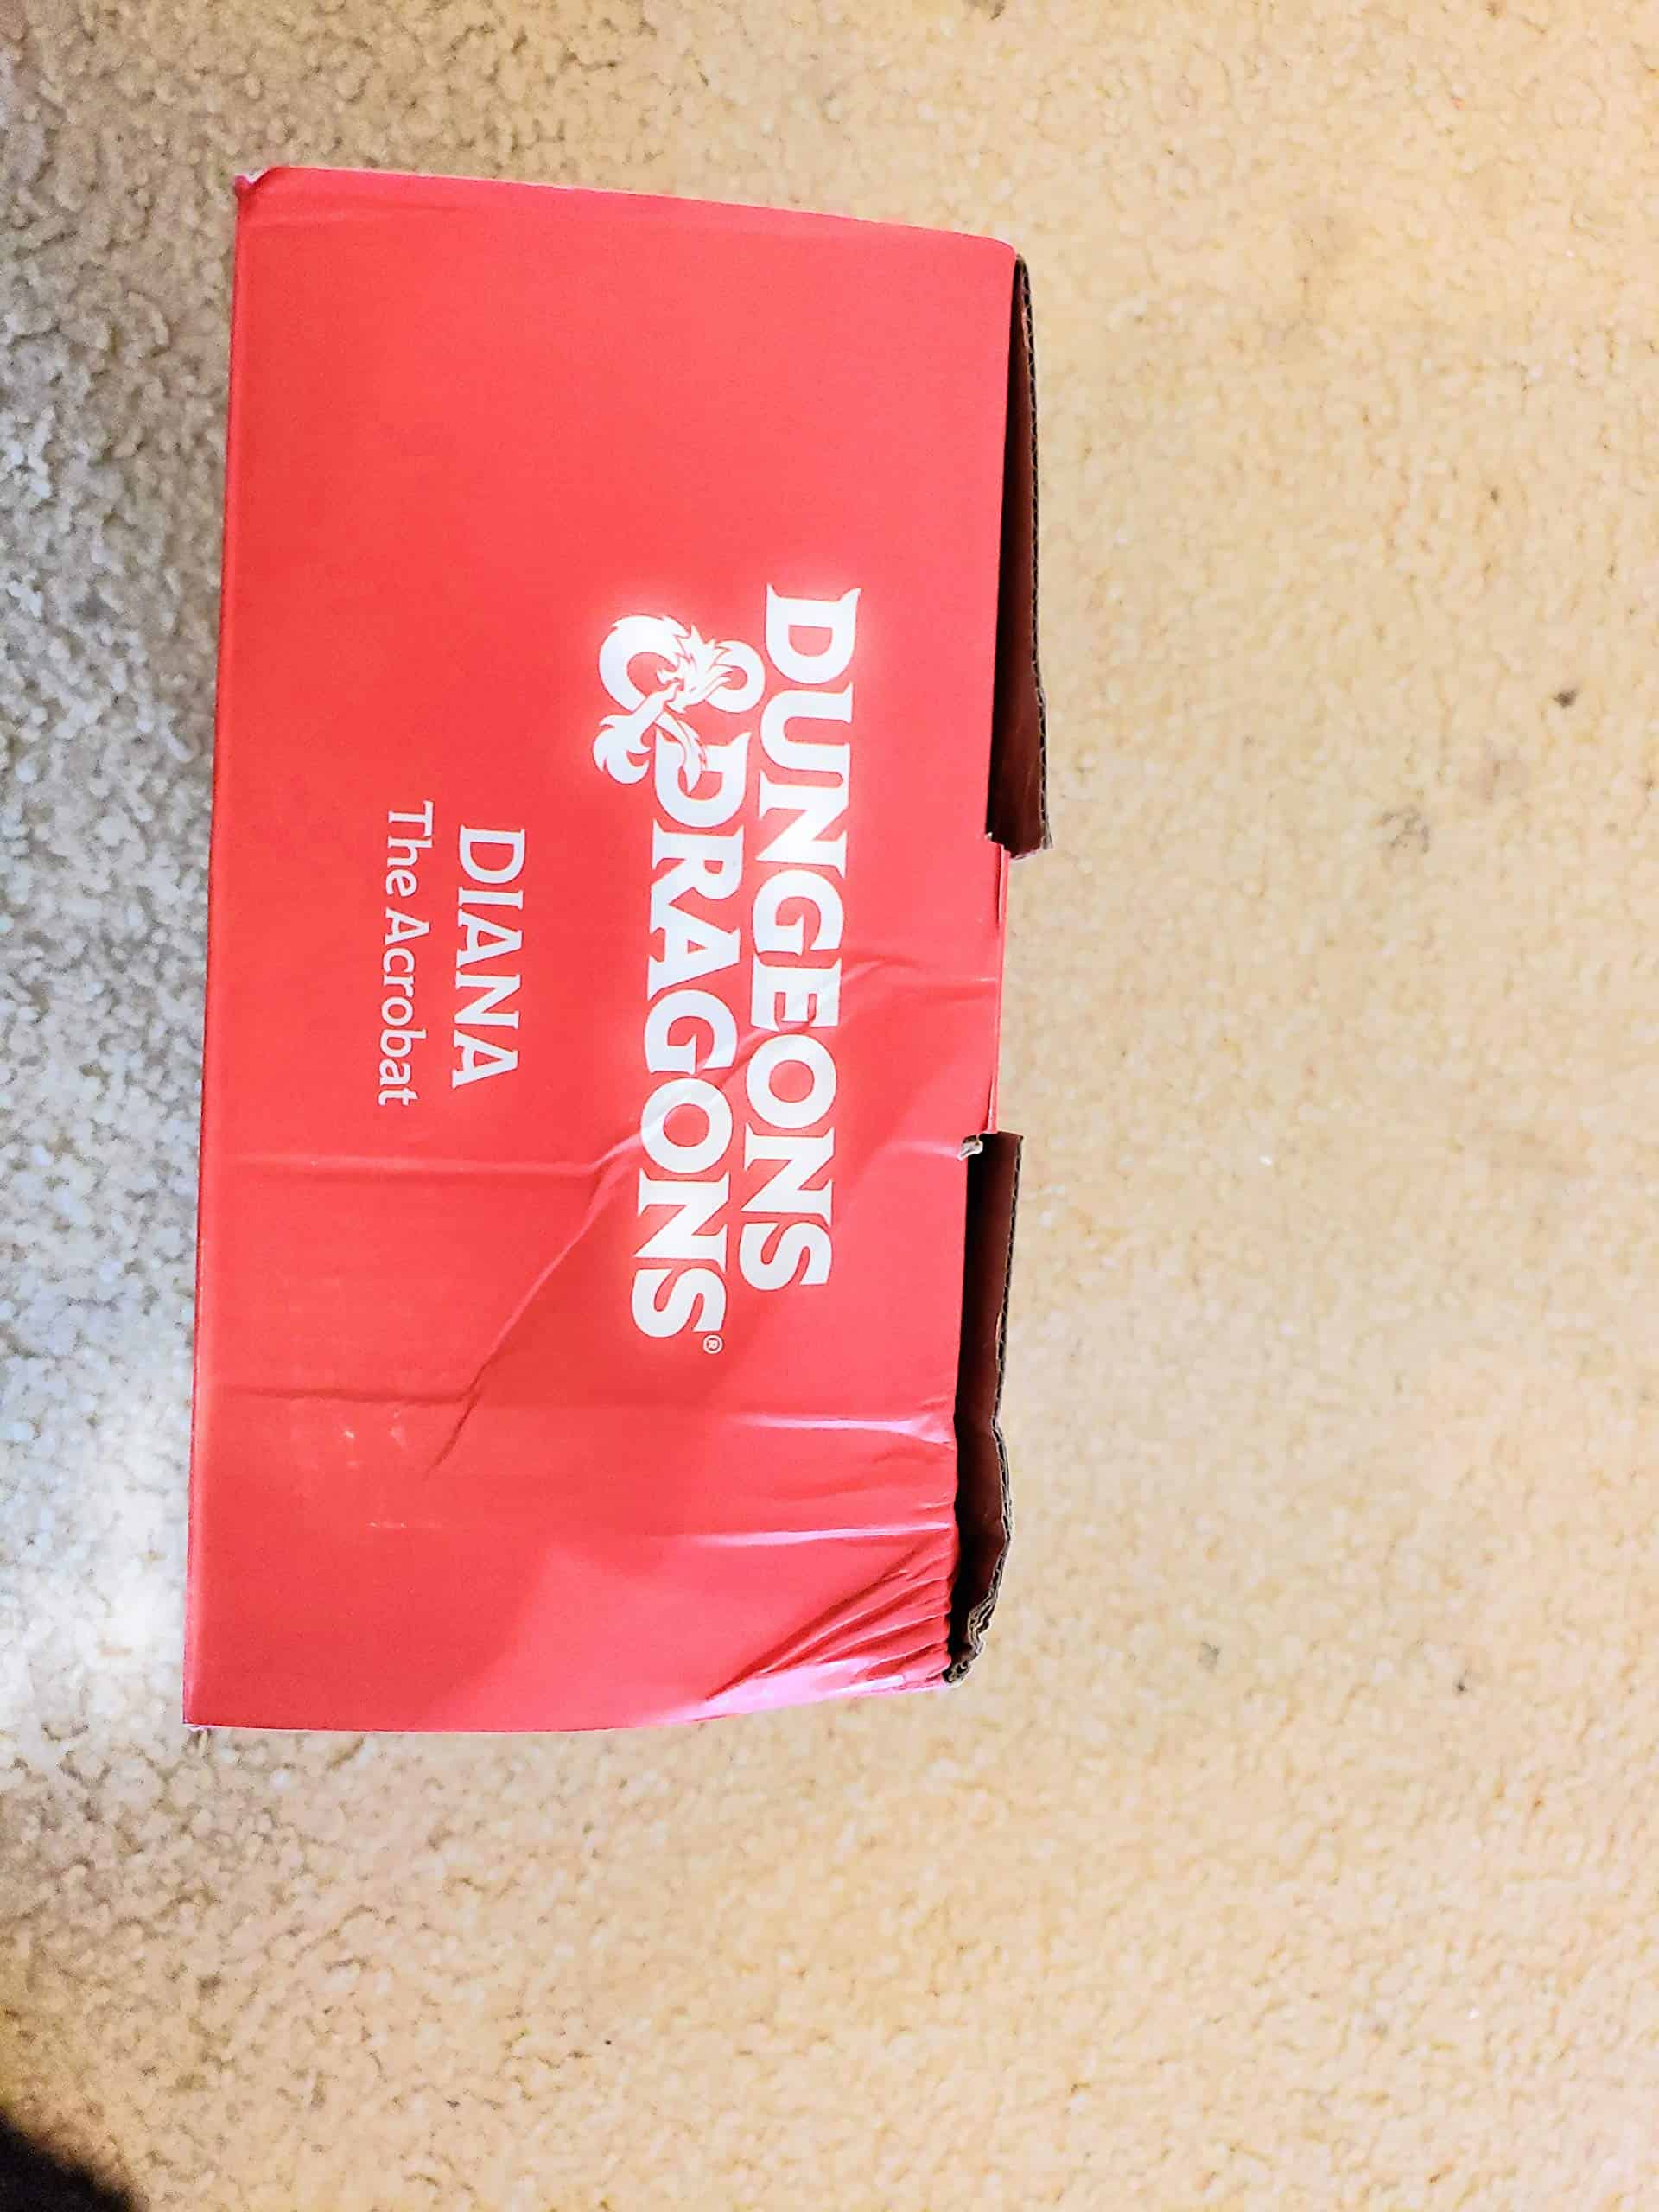 DUNGEONS
& DRAGONS®
DIANA
The Acrobat